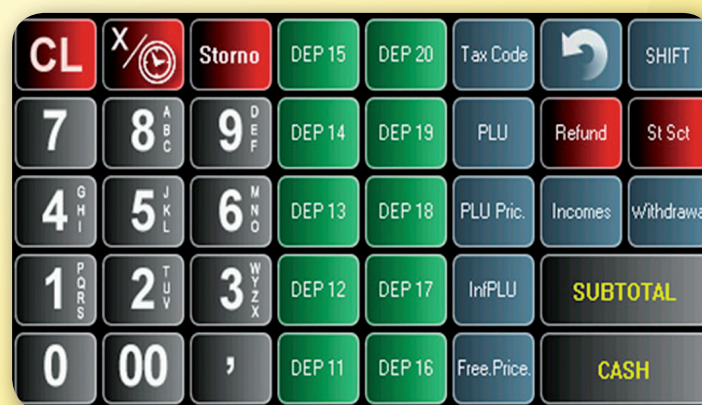 CL X/ Storno DEP 15 DEP 20 Tax Code SHIFT
7 8 ABC 9 DEF DEP 14 DEP 19 PLU Refund St Sct
4 GHI 5 JKL 6 MNO DEP 13 DEP 18 PLU Pric. Incomes Withdrawa
1 PQRS 2 TUV 3 WYZX DEP 12 DEP 17 InfPLU SUBTOTAL
0 00 , DEP 11 DEP 16 Free.Price. CASH